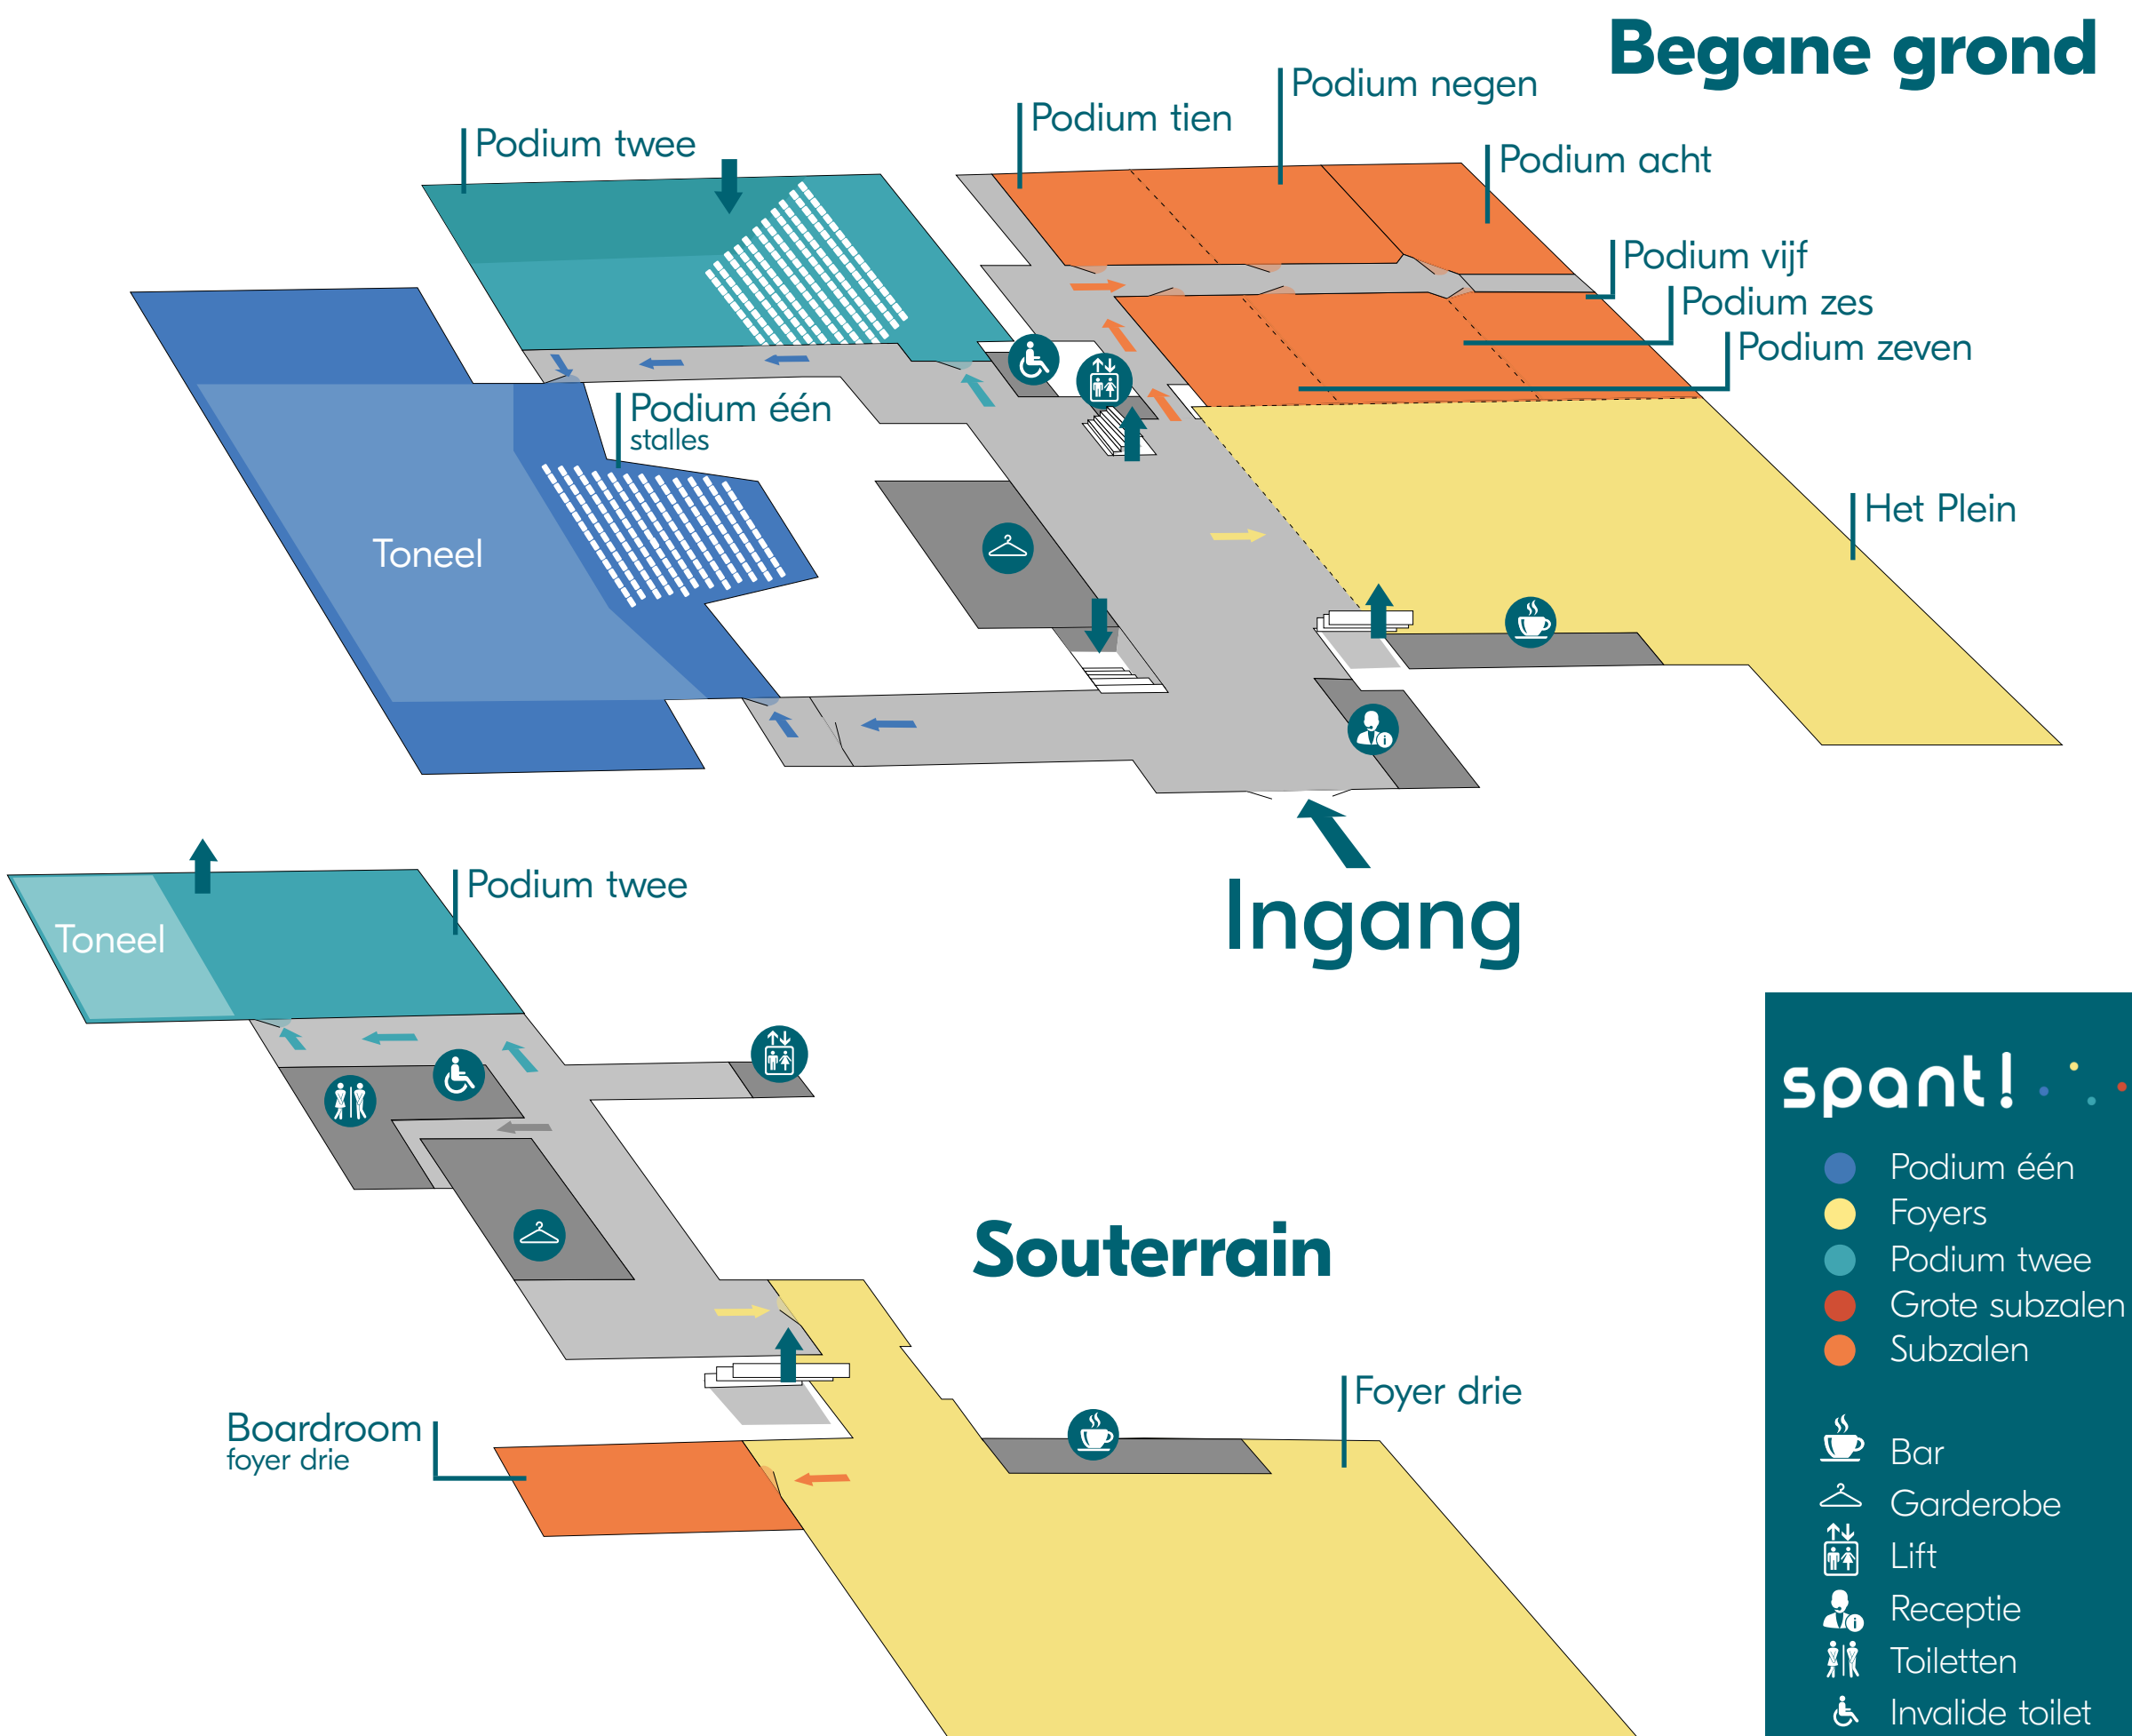 Begane grond
Podium negen
Podium tien
Podium twee
Podium acht
Podium vijf
Podium zes
Podium zeven
Podium één
stalles
Het Plein
Toneel
Ingang
Podium twee
Toneel
Souterrain
Foyer drie
Boardroom
foyer drie
spant!
Podium één
Foyers
Podium twee
Grote subzalen
Subzalen
Bar
Garderobe
Lift
Receptie
Toiletten
Invalide toilet